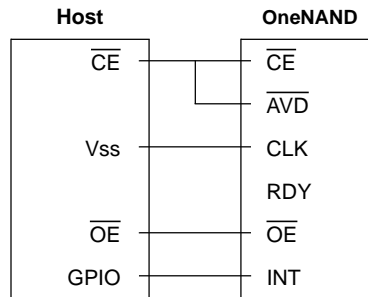 Host OneNAND
CE CE
AVD
Vss CLK
RDY
OE OE
GPIO INT